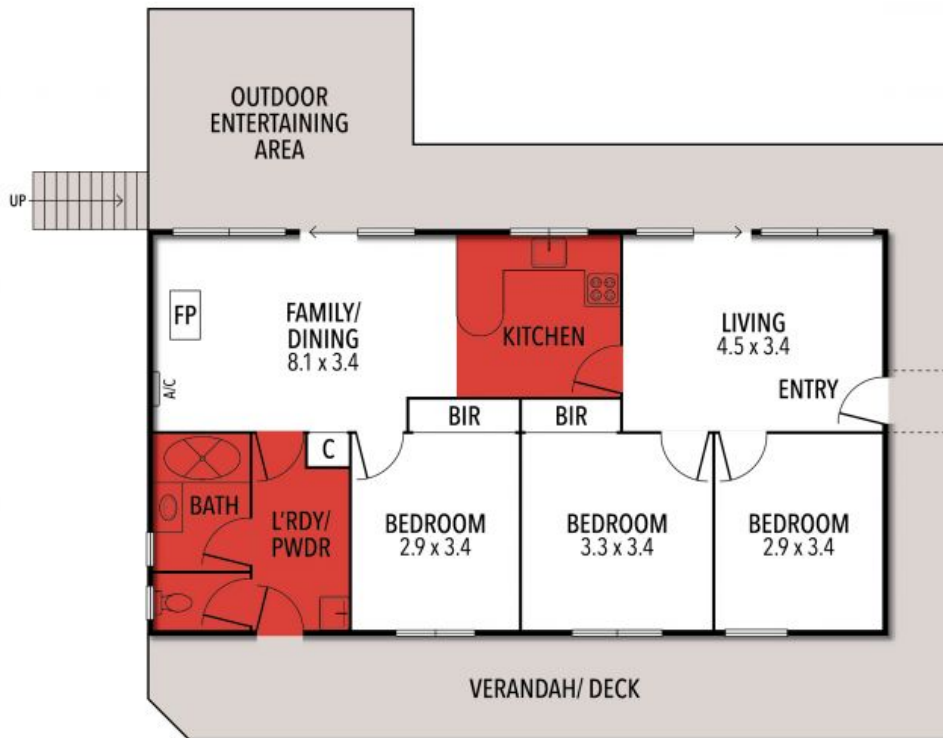 OUTDOOR
ENTERTAINING
AREA
UP
FP
FAMILY/
DINING
8.1 x 3.4
A/C
KITCHEN
LIVING
4.5 x 3.4
ENTRY
BIR
BIR
C
BATH
L'RDY/
PWDR
BEDROOM
2.9 x 3.4
BEDROOM
3.3 x 3.4
BEDROOM
2.9 x 3.4
VERANDAH/ DECK